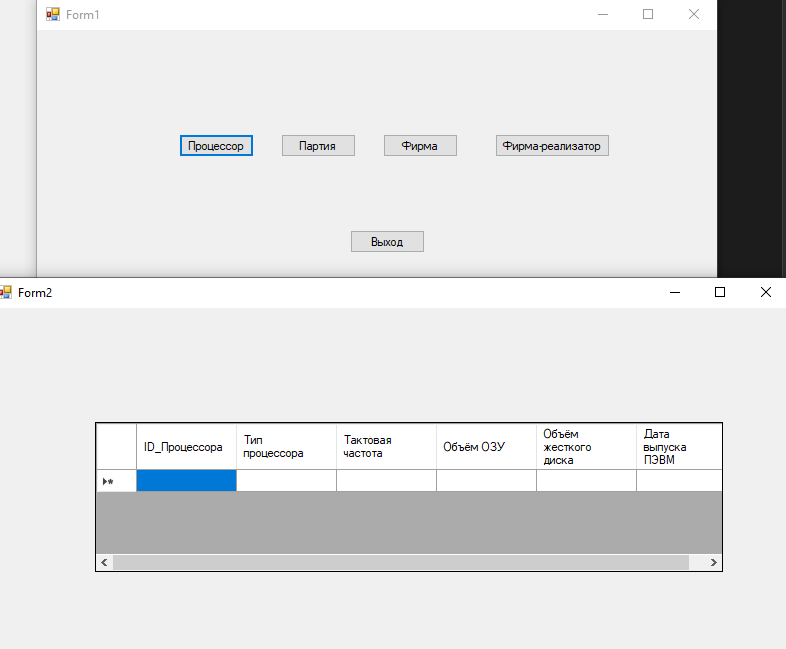 Form1
Процессор Партия Фирма Фирма-реализатор
Выход
Form2
ID_Процессора
Тип
процессора
Тактовая
частота
Объём ОЗУ
Объём
жесткого
диска
Дата
выпуска
ПЭВМ